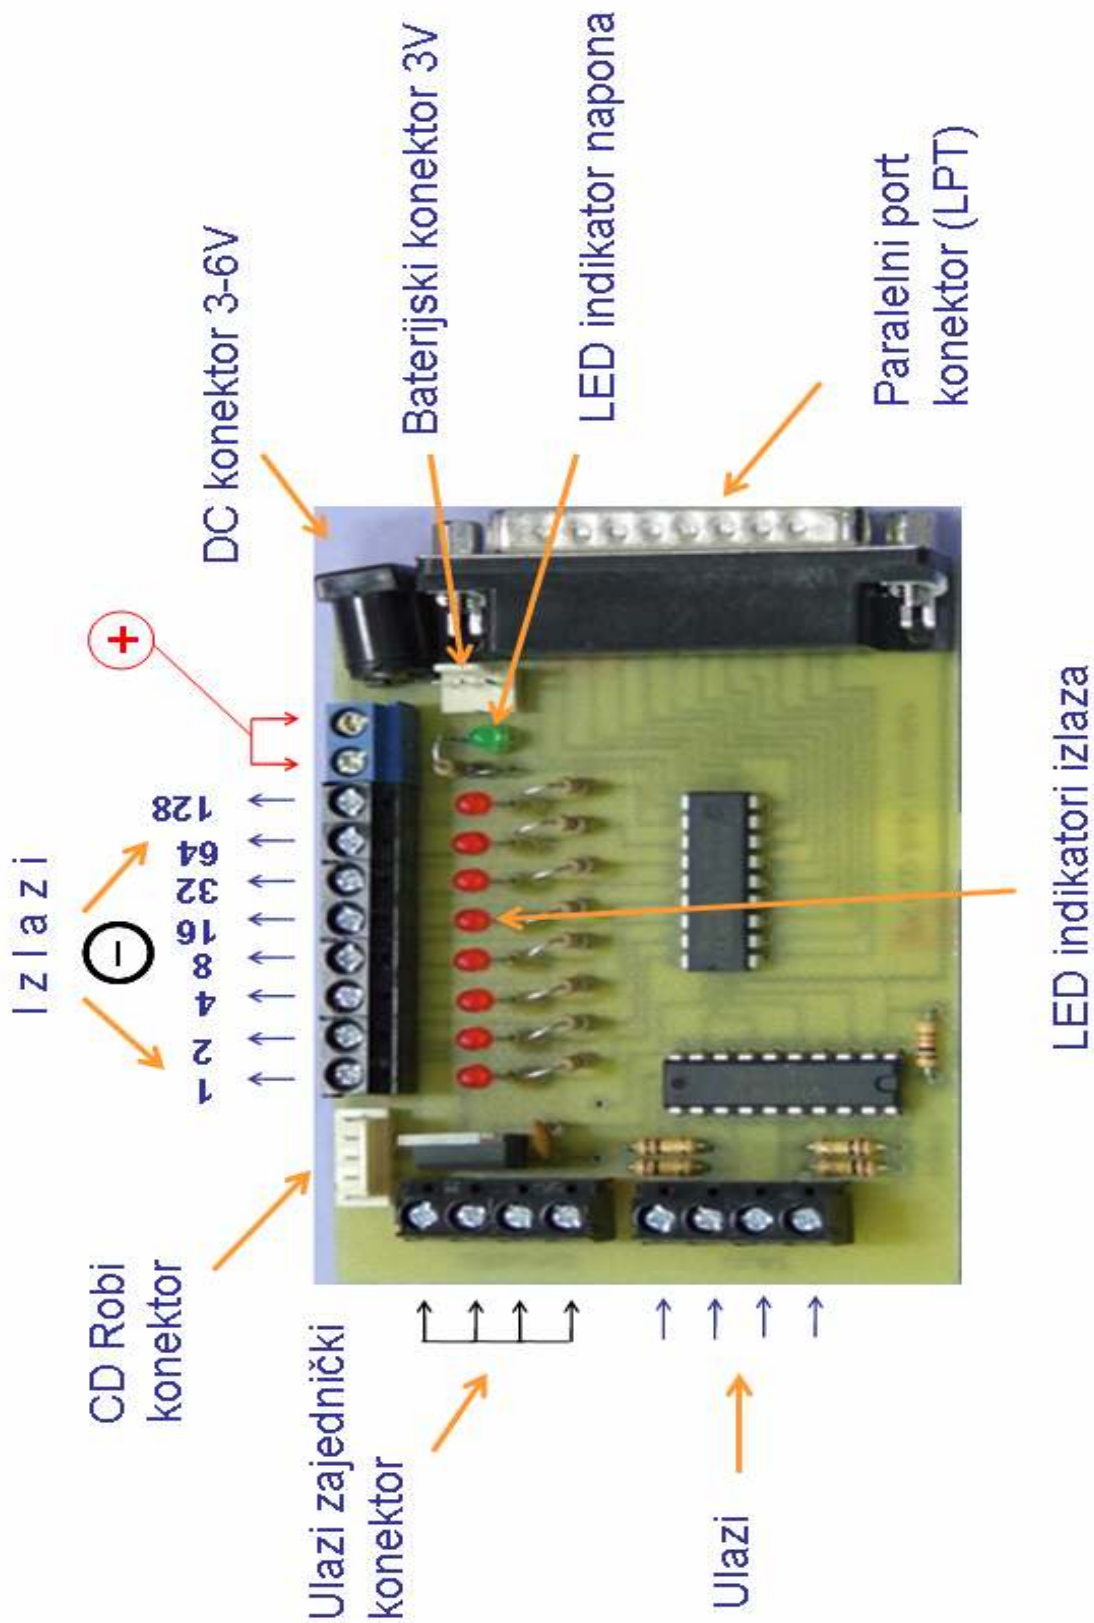 I z l a z i
−
1
2
4
8
16
32
64
128
+
DC konektor 3-6V
Baterijski konektor 3V
LED indikator napona
Paralelni port
konektor (LPT)
LED indikatori izlaza
CD Robi
konektor
Ulazi zajednički
konektor
Ulazi